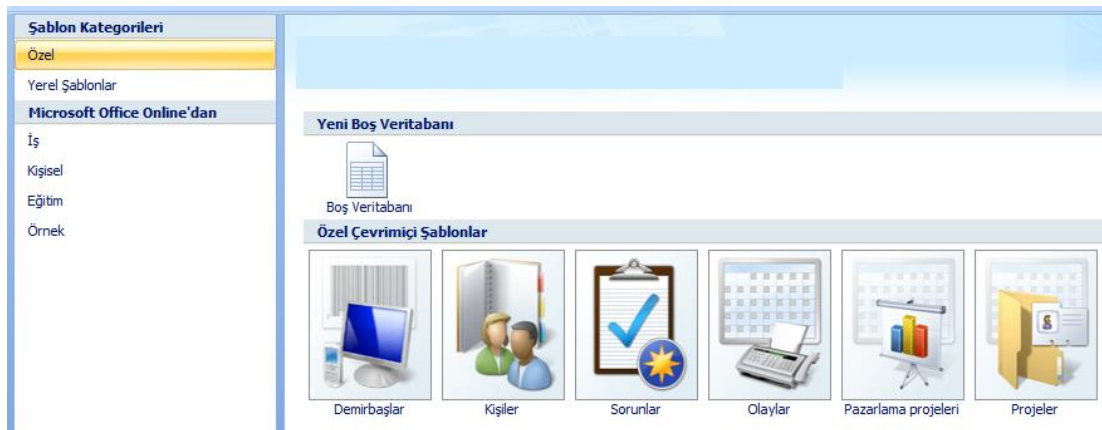 Şablon Kategorileri
Özel
Yerel Şablonlar
Microsoft Office Online'dan
İş
Kişisel
Eğitim
Örnek
Yeni Boş Veritabanı
Boş Veritabanı
Özel Çevrimiçi Şablonlar
Demirbaşlar Kişiler Sorunlar Olaylar Pazarlama projeleri Projeler